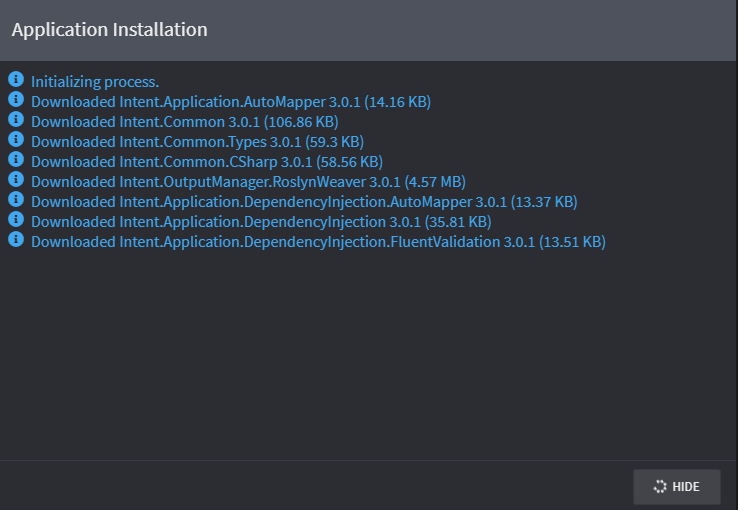 Application Installation
Initializing process.
Downloaded Intent.Application.AutoMapper 3.0.1 (14.16 KB)
Downloaded Intent.Common 3.0.1 (106.86 KB)
Downloaded Intent.Common.Types 3.0.1 (59.3 KB)
Downloaded Intent.Common.CSharp 3.0.1 (58.56 KB)
Downloaded Intent.OutputManager.RoslynWeaver 3.0.1 (4.57 MB)
Downloaded Intent.Application.DependencyInjection.AutoMapper 3.0.1 (13.37 KB)
Downloaded Intent.Application.DependencyInjection 3.0.1 (35.81 KB)
Downloaded Intent.Application.DependencyInjection.FluentValidation 3.0.1 (13.51 KB)
HIDE